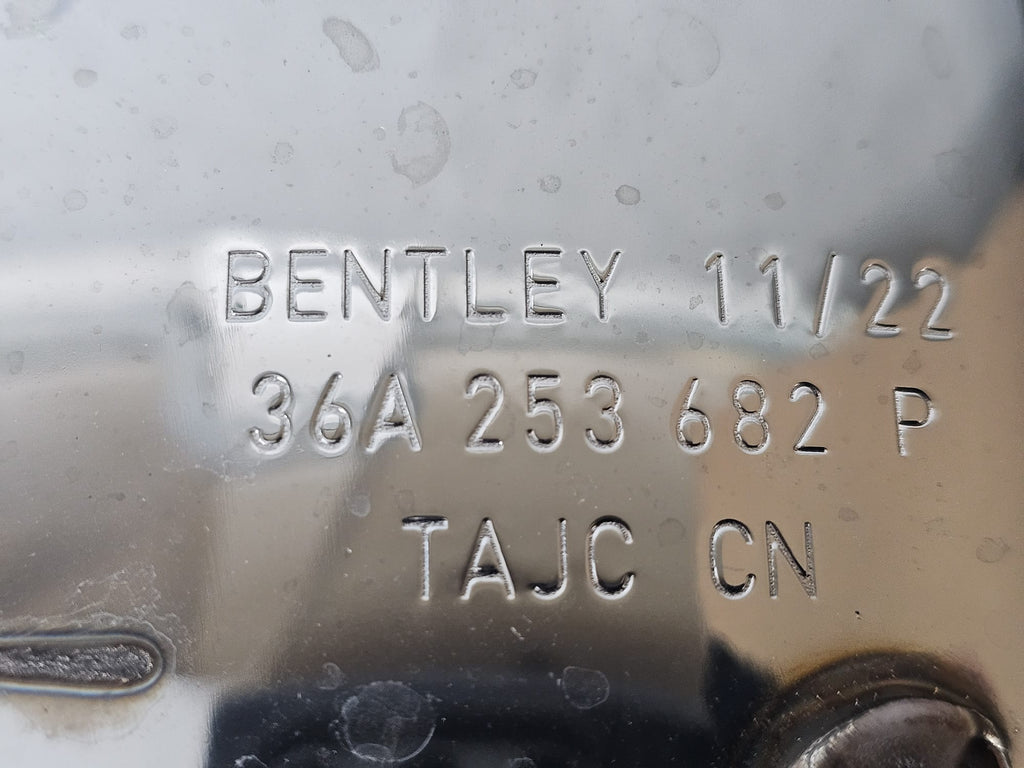 BENTLEY 11/22
36A 253 682 P
TAJC CN